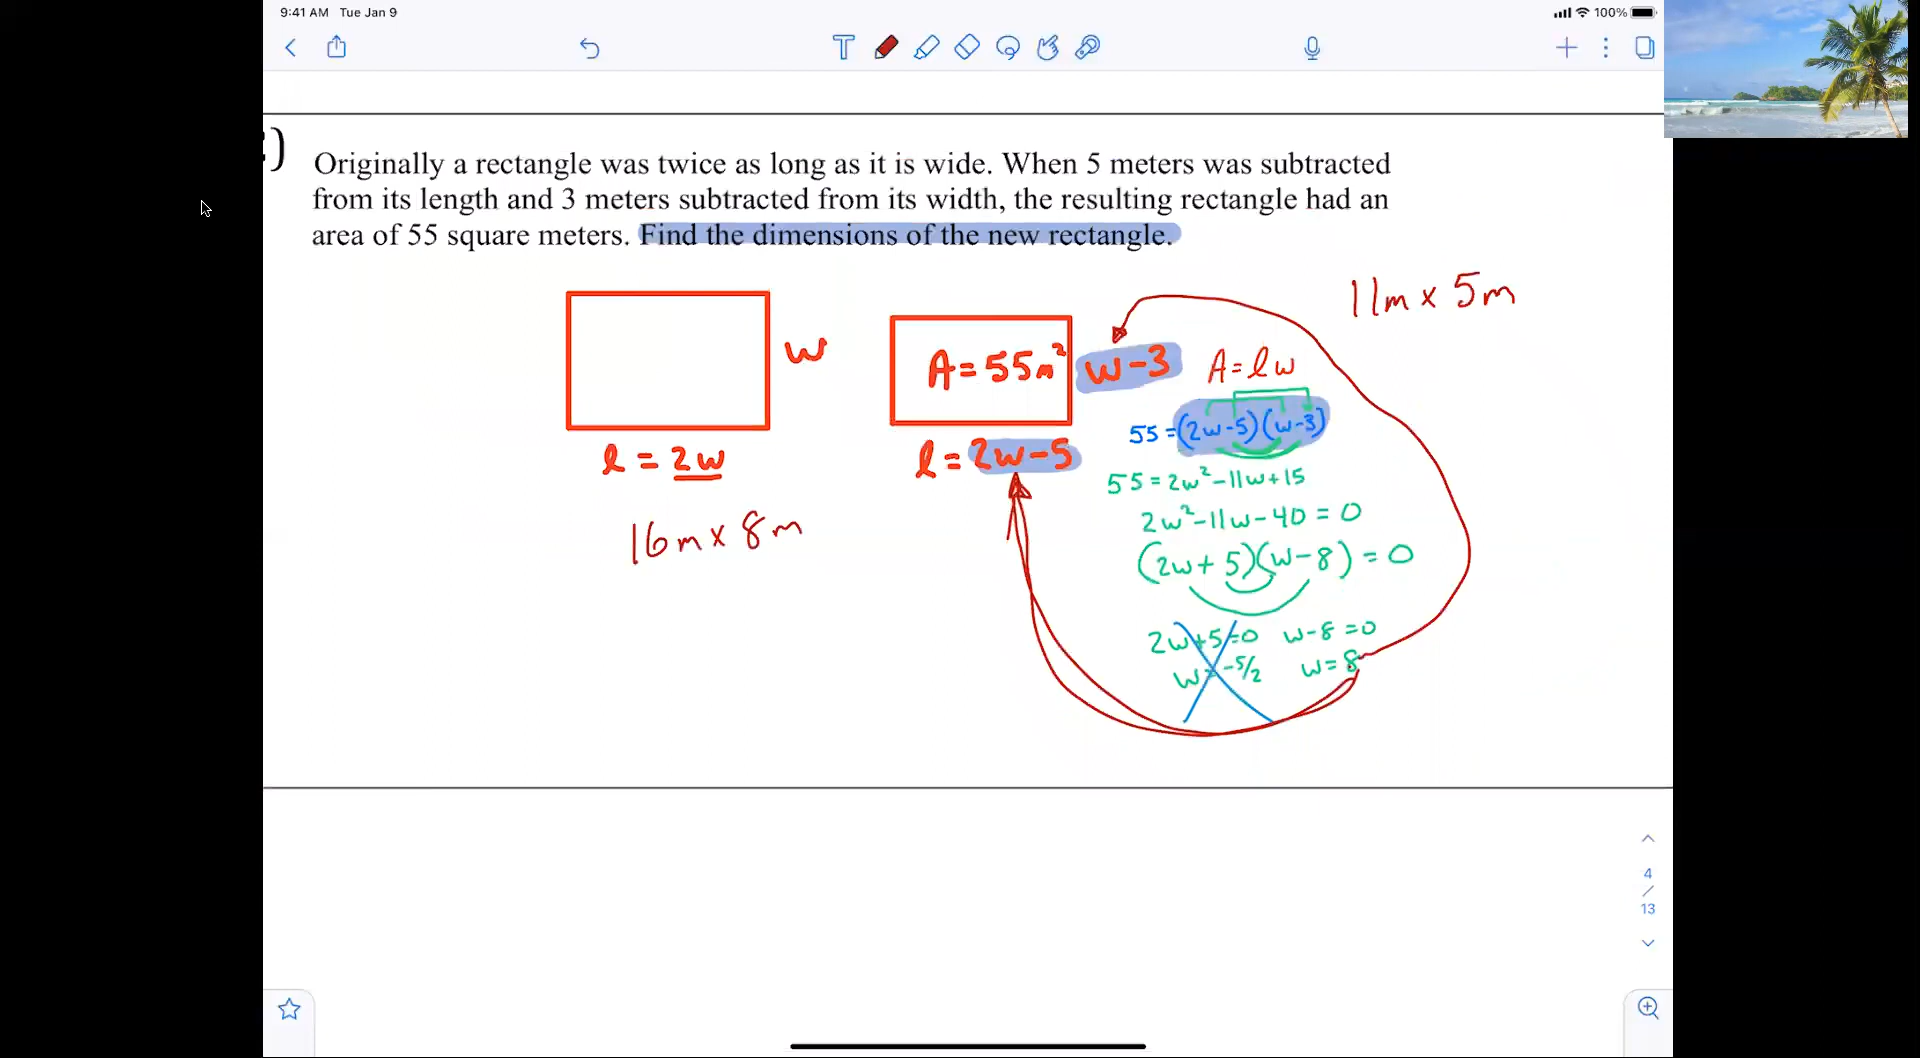 9:41 AM Tue Jan 9
100%
Originally a rectangle was twice as long as it is wide. When 5 meters was subtracted
from its length and 3 meters subtracted from its width, the resulting rectangle had an
area of 55 square meters. Find the dimensions of the new rectangle.
11m x 5m
w
A = 55m²
w-3
A = lw
55 = (2w-5)(w-3)
l = 2w
l = 2w-5
55 = 2w²-11w+15
16m x 8m
2w²-11w-40 = 0
(2w+5)(w-8) = 0
2w+5=0 w-8=0
w=-5/2 w=8
4
/
13